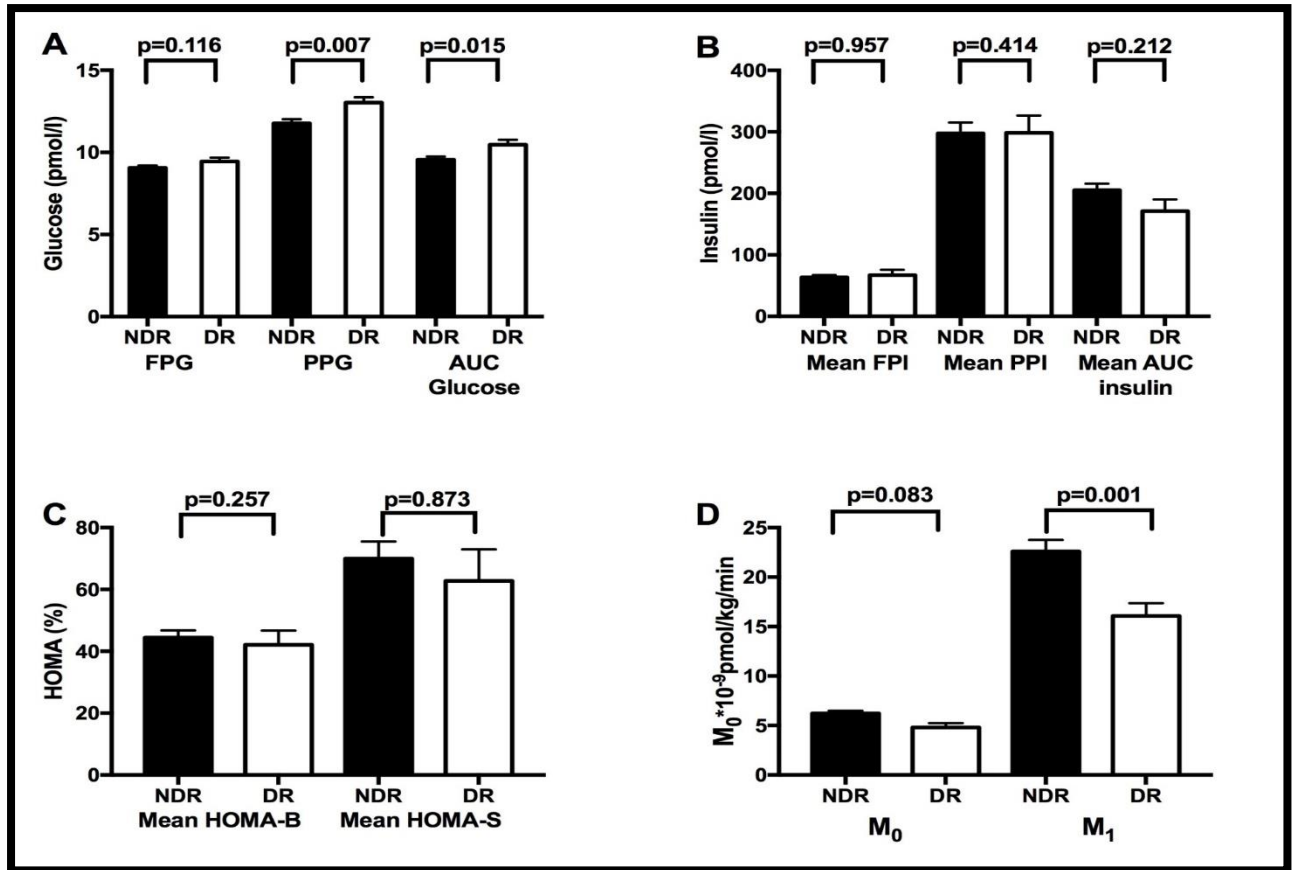 A
p=0.116 p=0.007 p=0.015
Glucose (pmol/l)
15
10
5
0
NDR DR NDR DR NDR DR
FPG PPG AUC
Glucose
B
p=0.957 p=0.414 p=0.212
Insulin (pmol/l)
400
300
200
100
0
NDR DR NDR DR NDR DR
Mean FPI Mean PPI Mean AUC
insulin
C
p=0.257 p=0.873
HOMA (%)
80
60
40
20
0
NDR DR NDR DR
Mean HOMA-B Mean HOMA-S
D
p=0.083 p=0.001
M₀*10⁻⁹pmol/kg/min
25
20
15
10
5
0
NDR DR NDR DR
M₀ M₁